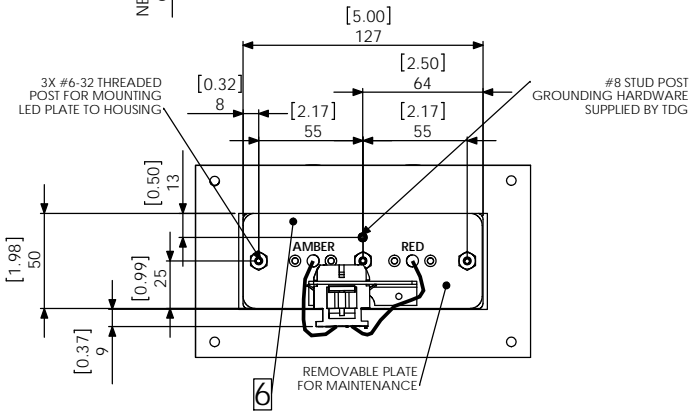 NE
[5.00]
127
[2.50]
64
3X #6-32 THREADED
POST FOR MOUNTING
LED PLATE TO HOUSING
[0.32]
8
#8 STUD POST
GROUNDING HARDWARE
SUPPLIED BY TDG
[2.17]
55
[2.17]
55
[0.50]
13
AMBER
RED
[1.98]
50
[0.99]
25
[0.37]
9
REMOVABLE PLATE
FOR MAINTENANCE
6